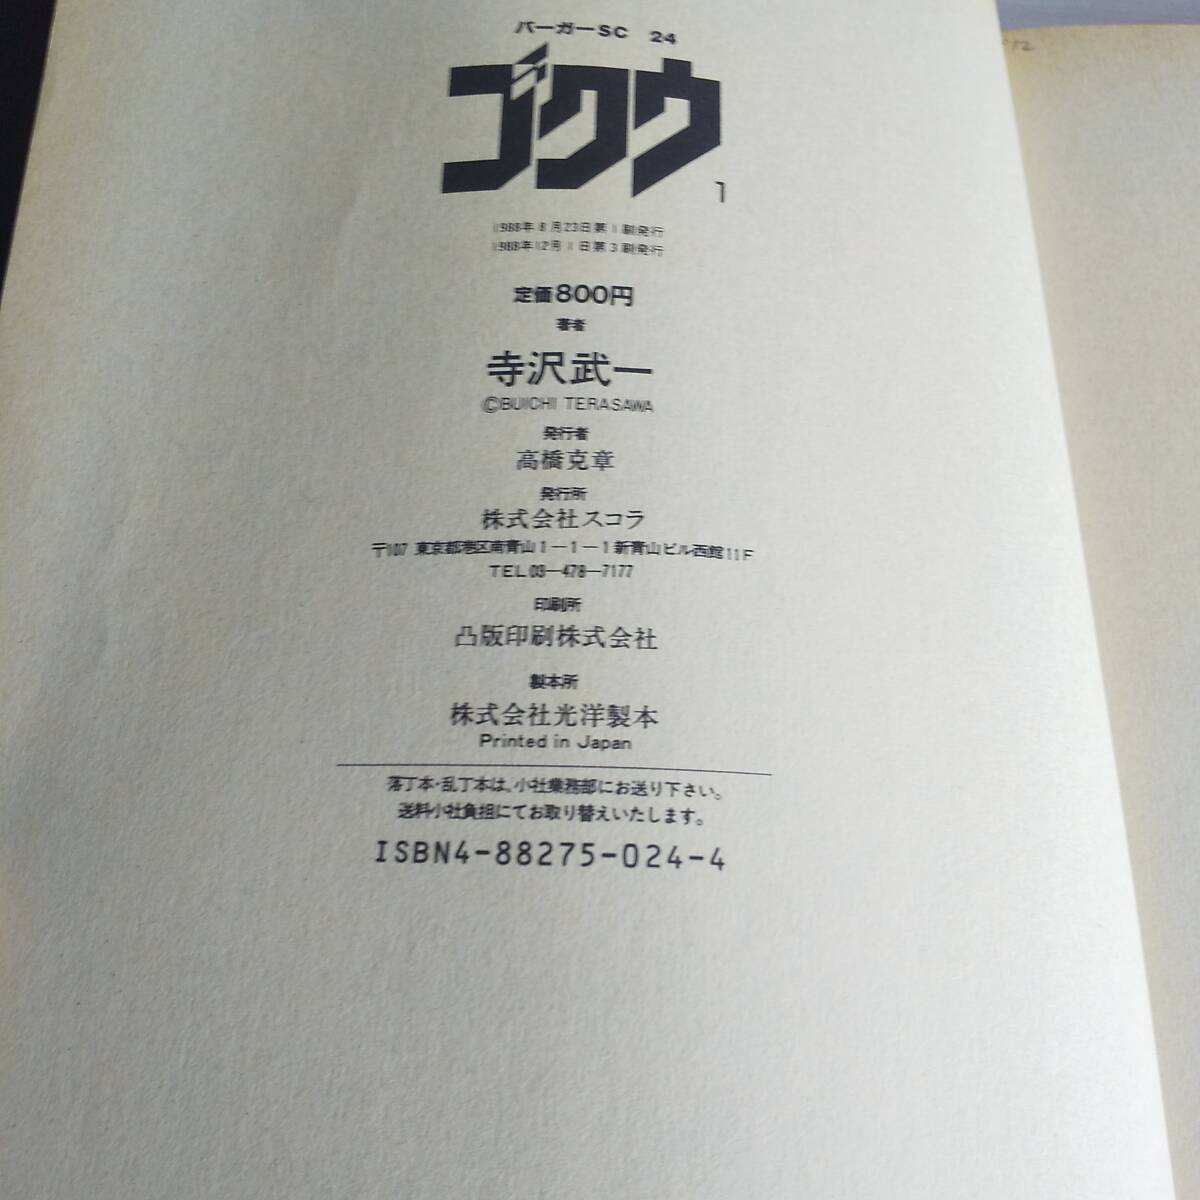 バーガーSC 24
ゴクウ
1
1988年8月23日第1刷発行
1988年12月1日第3刷発行
定価800円
著者
寺沢武一
©BUICHI TERASAWA
発行者
高橋克章
発行所
株式会社スコラ
〒107 東京都港区南青山1-1-1新青山ビル西館11F
TEL.03-478-7177
印刷所
凸版印刷株式会社
製本所
株式会社光洋製本
Printed in Japan
落丁本・乱丁本は、小社業務部にお送り下さい。
送料小社負担にてお取り替えいたします。
ISBN4-88275-024-4